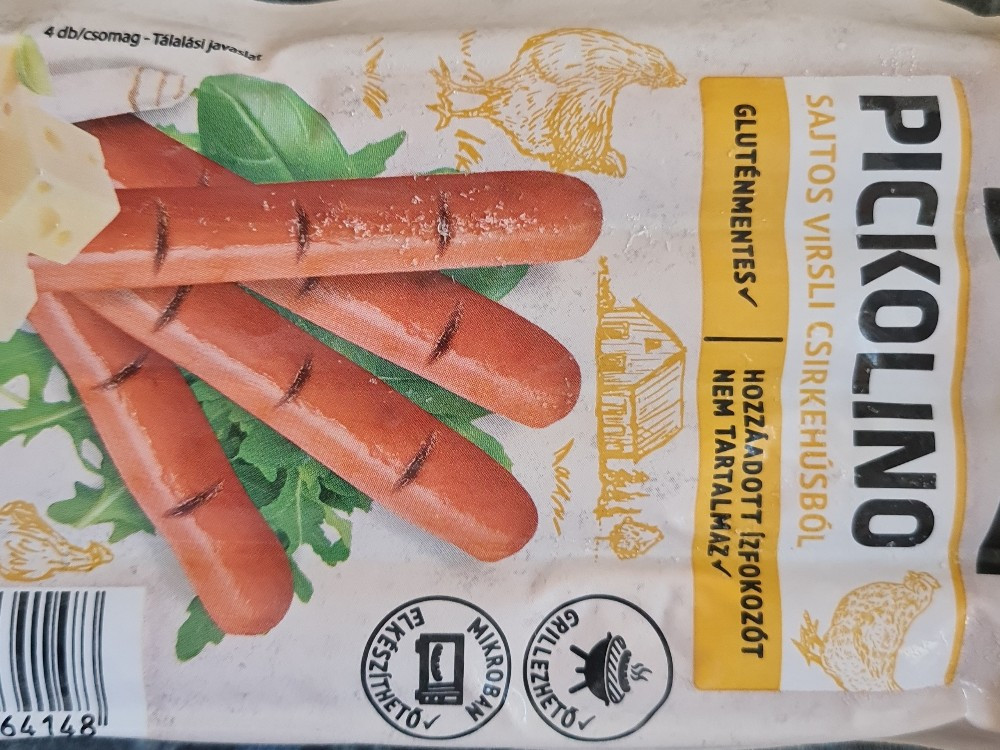 PICKOLINO
SAJTOS VIRSLI CSIRKEHÚSBÓL
GLUTÉNMENTES✓
HOZZÁADOTT ÍZFOKOZÓT
NEM TARTALMAZ✓
GRILLEZHETŐ✓
MIKROBAN
ELKÉSZÍTHETŐ✓
4 db/csomag - Tálalási javaslat
64148